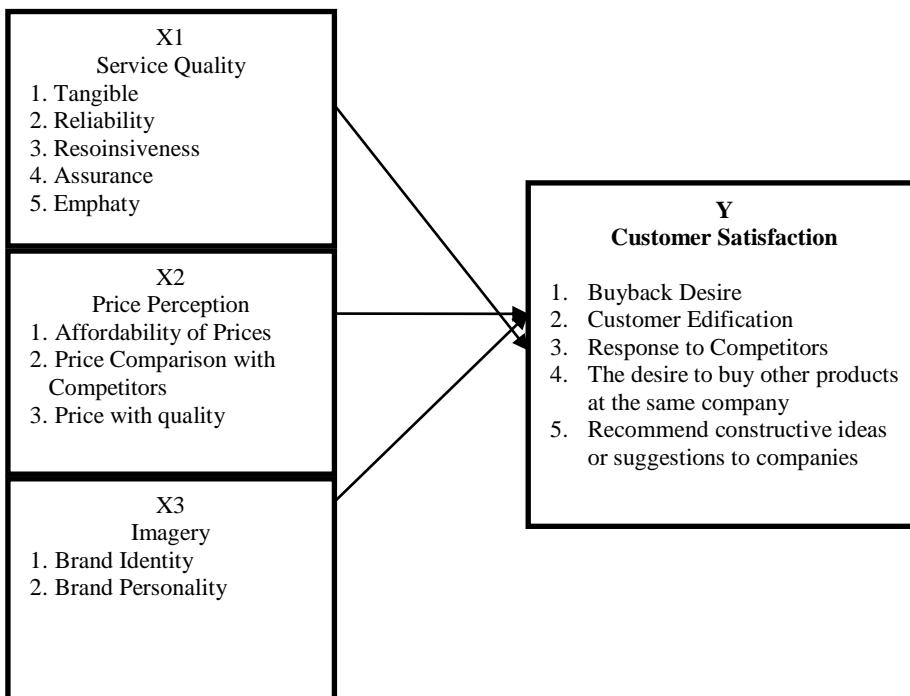 X1
Service Quality
1. Tangible
2. Reliability
3. Resoinsiveness
4. Assurance
5. Emphaty
X2
Price Perception
1. Affordability of Prices
2. Price Comparison with
Competitors
3. Price with quality
X3
Imagery
1. Brand Identity
2. Brand Personality
Y
Customer Satisfaction
1. Buyback Desire
2. Customer Edification
3. Response to Competitors
4. The desire to buy other products
at the same company
5. Recommend constructive ideas
or suggestions to companies